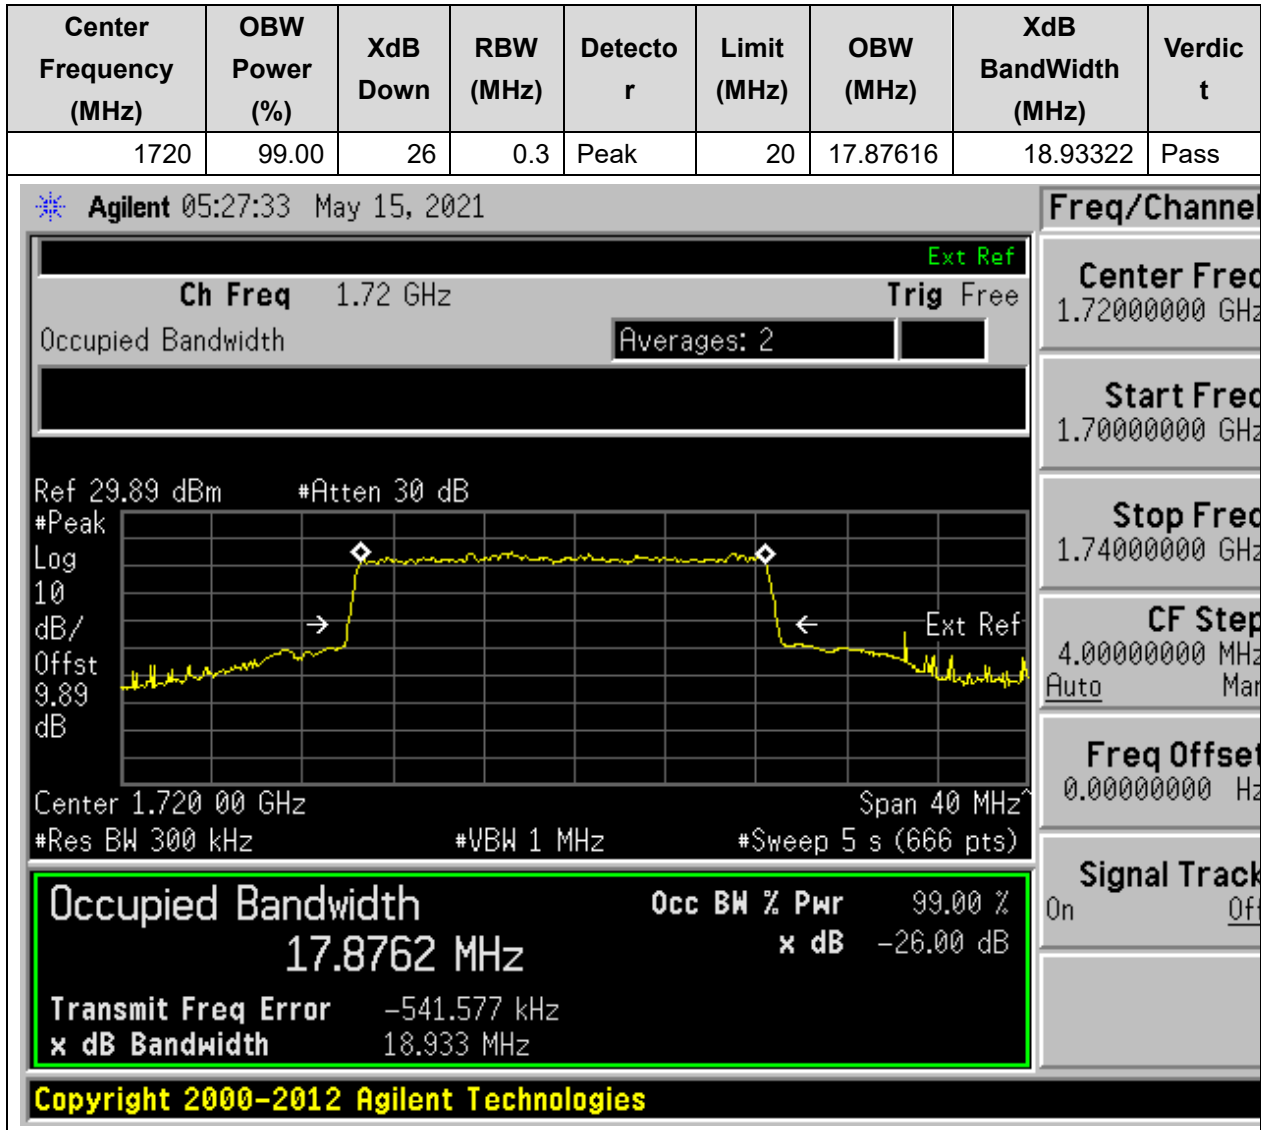 Center Frequency (MHz) OBW Power (%) XdB Down RBW (MHz) Detector Limit (MHz) OBW (MHz) XdB BandWidth (MHz) Verdict
1720 99.00 26 0.3 Peak 20 17.87616 18.93322 Pass
Agilent 05:27:33 May 15, 2021 Freq/Channel
Ext Ref
Ch Freq 1.72 GHz Trig Free
Occupied Bandwidth Averages: 2
Center Freq
1.72000000 GHz
Start Freq
1.70000000 GHz
Stop Freq
1.74000000 GHz
CF Step
4.00000000 MHz
Auto Man
Freq Offset
0.00000000 Hz
Signal Track
On Off
Ref 29.89 dBm #Atten 30 dB
#Peak
Log
10
dB/
Offst
9.89
dB
Ext Ref
Center 1.720 00 GHz Span 40 MHz^
#Res BW 300 kHz #VBW 1 MHz #Sweep 5 s (666 pts)
Occupied Bandwidth Occ BW % Pwr 99.00 %
17.8762 MHz x dB -26.00 dB
Transmit Freq Error -541.577 kHz
x dB Bandwidth 18.933 MHz
Copyright 2000-2012 Agilent Technologies